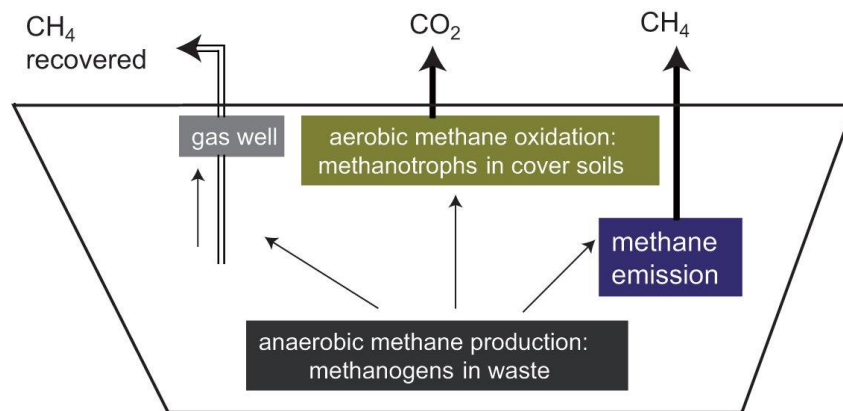 CH₄
recovered
CO₂
CH₄
gas well
aerobic methane oxidation:
methanotrophs in cover soils
methane
emission
anaerobic methane production:
methanogens in waste